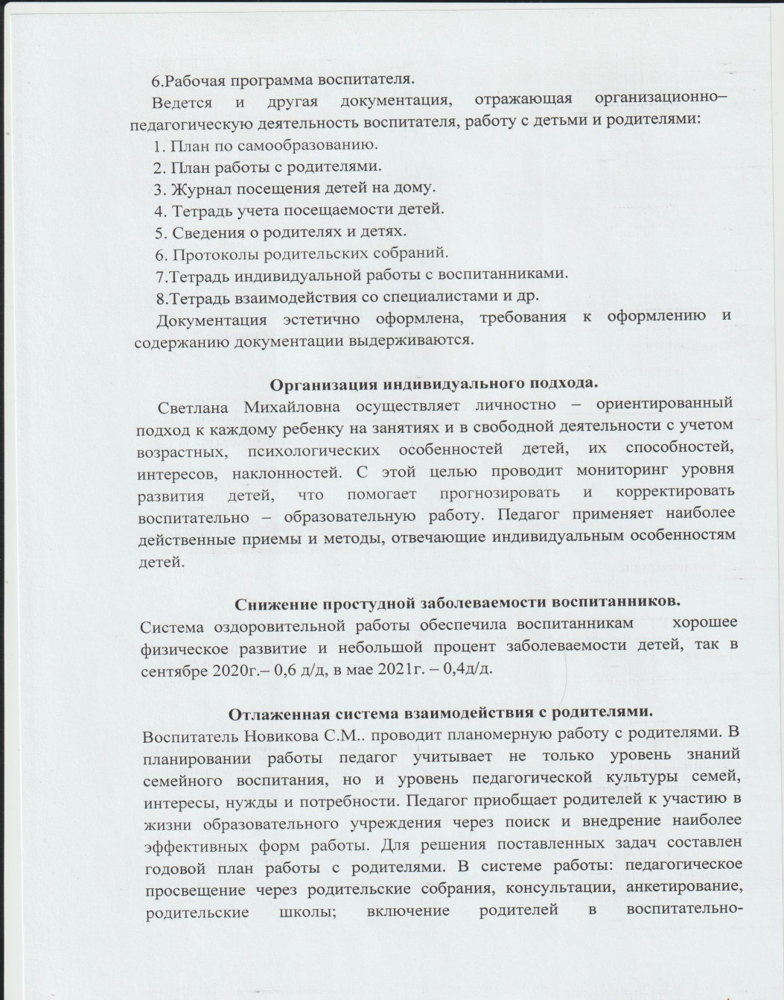 6.Рабочая программа воспитателя.
Ведется и другая документация, отражающая организационно–
педагогическую деятельность воспитателя, работу с детьми и родителями:
1. План по самообразованию.
2. План работы с родителями.
3. Журнал посещения детей на дому.
4. Тетрадь учета посещаемости детей.
5. Сведения о родителях и детях.
6. Протоколы родительских собраний.
7.Тетрадь индивидуальной работы с воспитанниками.
8.Тетрадь взаимодействия со специалистами и др.
Документация эстетично оформлена, требования к оформлению и
содержанию документации выдерживаются.
Организация индивидуального подхода.
Светлана Михайловна осуществляет личностно – ориентированный
подход к каждому ребенку на занятиях и в свободной деятельности с учетом
возрастных, психологических особенностей детей, их способностей,
интересов, наклонностей. С этой целью проводит мониторинг уровня
развития детей, что помогает прогнозировать и корректировать
воспитательно – образовательную работу. Педагог применяет наиболее
действенные приемы и методы, отвечающие индивидуальным особенностям
детей.
Снижение простудной заболеваемости воспитанников.
Система оздоровительной работы обеспечила воспитанникам хорошее
физическое развитие и небольшой процент заболеваемости детей, так в
сентябре 2020г.– 0,6 д/д, в мае 2021г. – 0,4д/д.
Отлаженная система взаимодействия с родителями.
Воспитатель Новикова С.М.. проводит планомерную работу с родителями. В
планировании работы педагог учитывает не только уровень знаний
семейного воспитания, но и уровень педагогической культуры семей,
интересы, нужды и потребности. Педагог приобщает родителей к участию в
жизни образовательного учреждения через поиск и внедрение наиболее
эффективных форм работы. Для решения поставленных задач составлен
годовой план работы с родителями. В системе работы: педагогическое
просвещение через родительские собрания, консультации, анкетирование,
родительские школы; включение родителей в воспитательно-